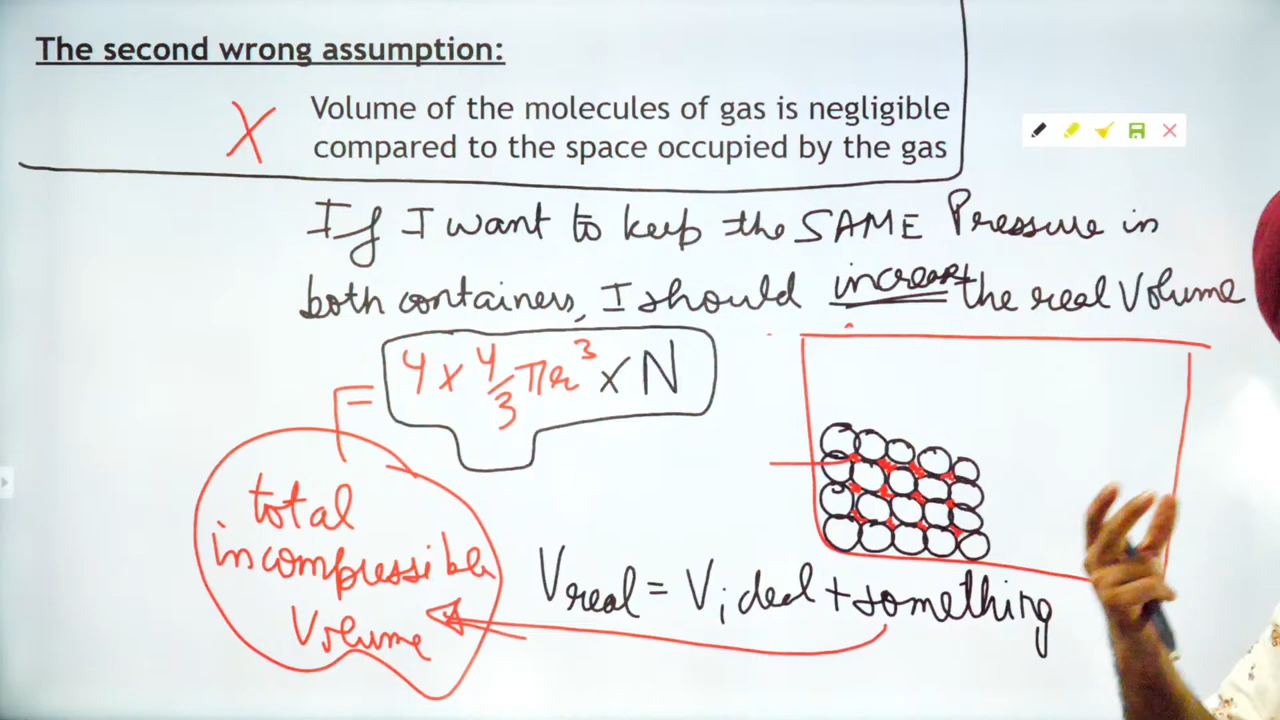 The second wrong assumption:
X Volume of the molecules of gas is negligible
compared to the space occupied by the gas
If I want to keep the SAME Pressure in
both containers, I should increase the real Volume
4 x 4/3 πr³ x N
=
total
incompressible
Volume
Vreal = Videal + something